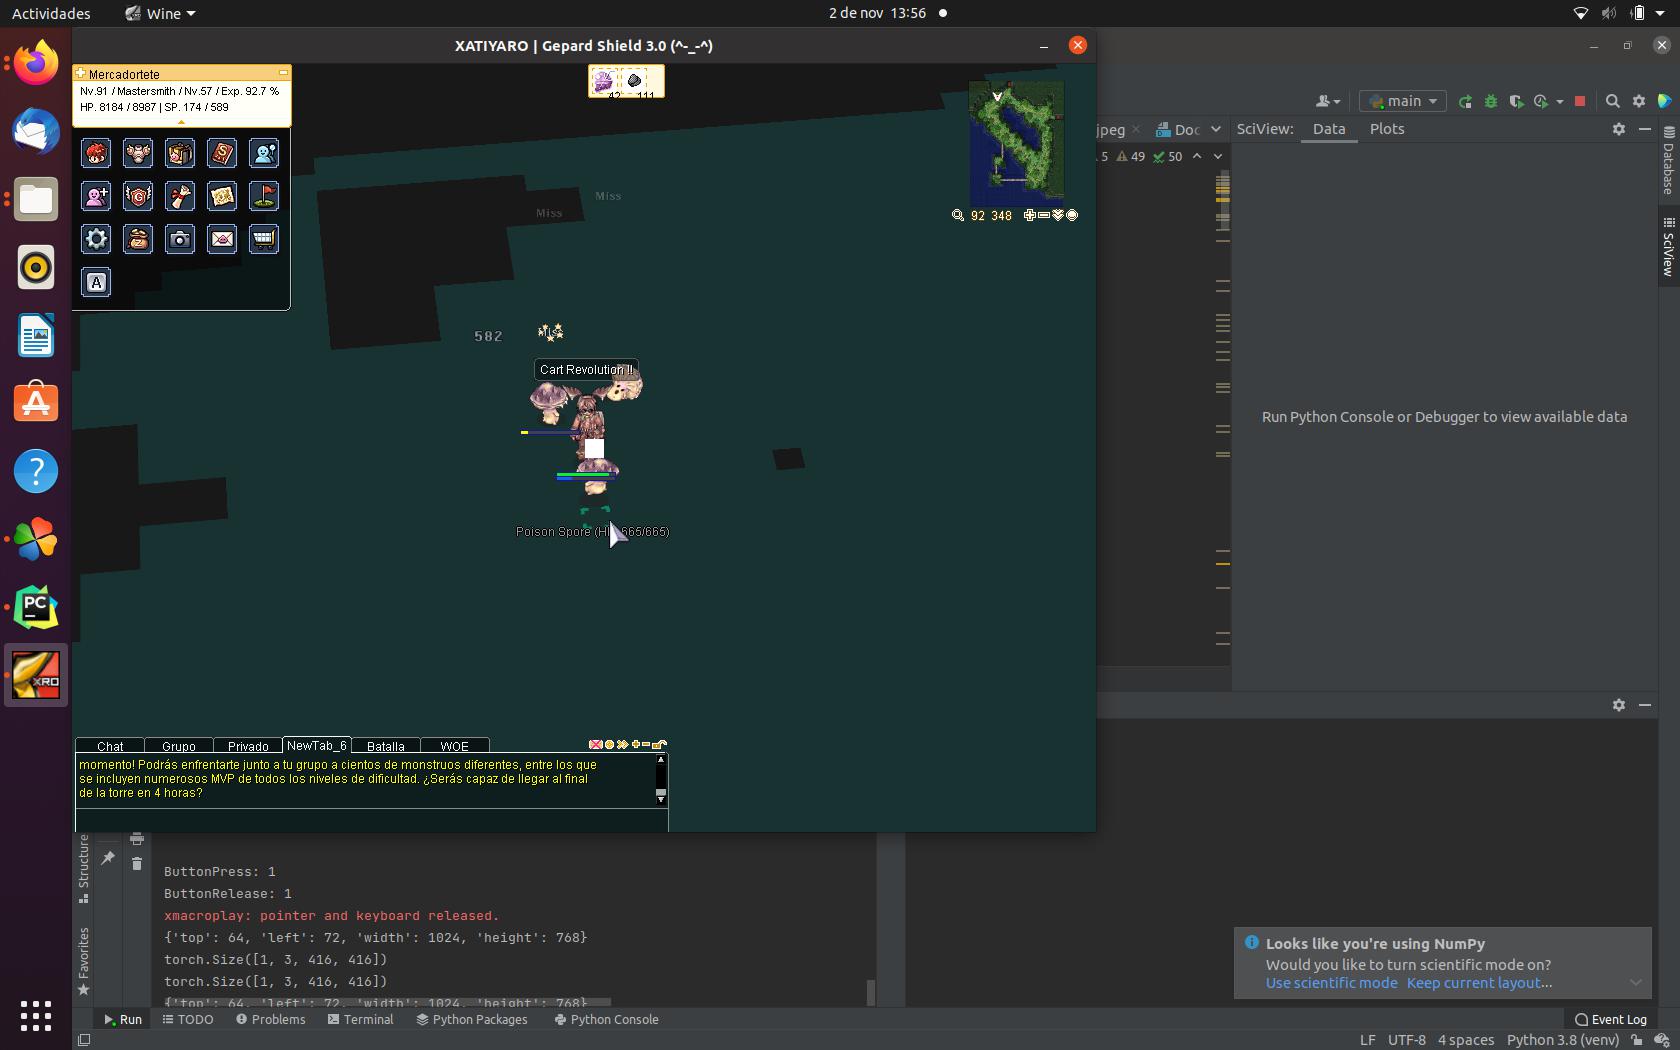 Actividades
Wine
2 de nov 13:56
XATIYARO | Gepard Shield 3.0 (^-_-^)
Mercadortete
Nv.91 / Mastersmith / Nv.57 / Exp. 92.7 %
HP. 8184 / 8987 | SP. 174 / 589
42
111
92 348
A
Miss
Miss
582
Cart Revolution !!
Poison Spore
665/665)
Chat
Grupo
Privado
NewTab_6
Batalla
WOE
momento! Podrás enfrentarte junto a tu grupo a cientos de monstruos diferentes, entre los que
se incluyen numerosos MVP de todos los niveles de dificultad. ¿Serás capaz de llegar al final
de la torre en 4 horas?
PC
XRO
main
jpeg
Doc
5
49
50
SciView:
Data
Plots
Database
SciView
Run Python Console or Debugger to view available data
Structure
Favorites
ButtonPress: 1
ButtonRelease: 1
xmacroplay: pointer and keyboard released.
{'top': 64, 'left': 72, 'width': 1024, 'height': 768}
torch.Size([1, 3, 416, 416])
torch.Size([1, 3, 416, 416])
{'top': 64, 'left': 72, 'width': 1024, 'height': 768}
Looks like you're using NumPy
Would you like to turn scientific mode on?
Use scientific mode Keep current layout...
Run
TODO
Problems
Terminal
Python Packages
Python Console
Event Log
LF
UTF-8
4 spaces
Python 3.8 (venv)